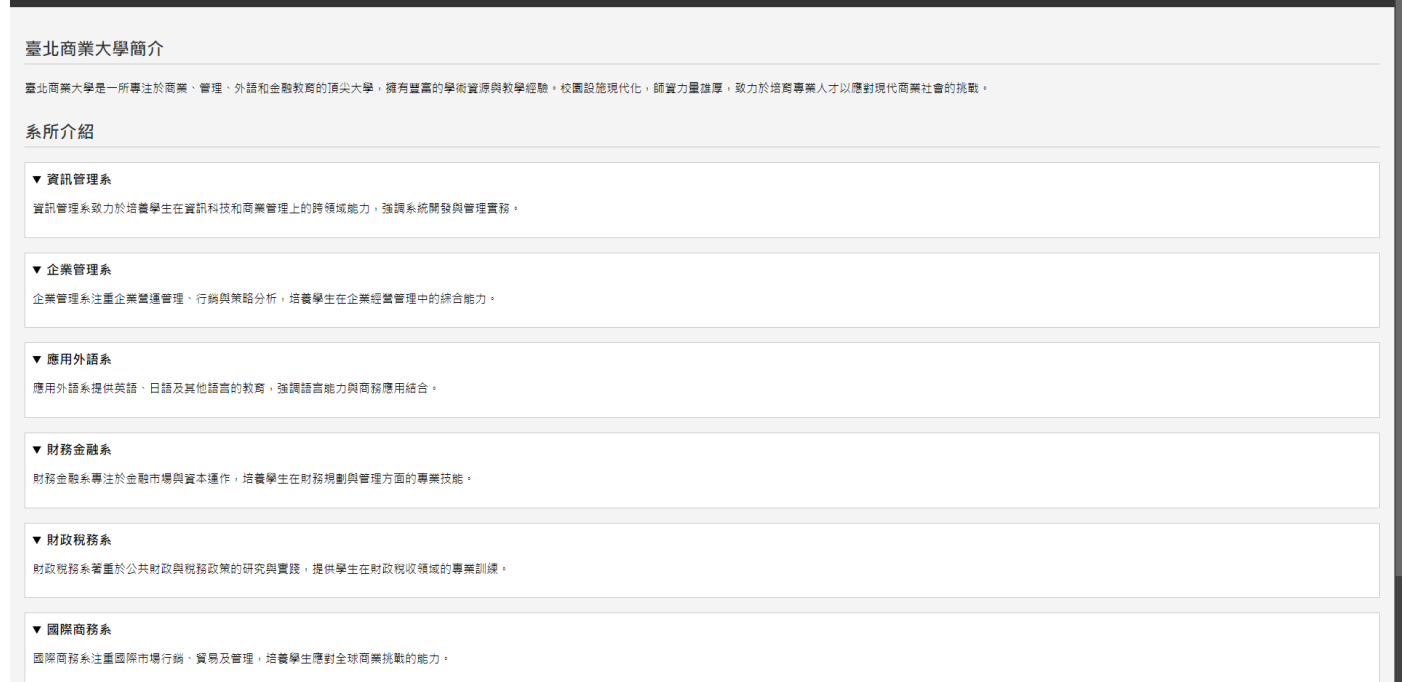 臺北商業大學簡介
臺北商業大學是一所專注於商業、管理、外語和金融教育的頂尖大學，擁有豐富的學術資源與教學經驗。校園設施現代化，師資力量雄厚，致力於培育專業人才以應對現代商業社會的挑戰。
系所介紹
▼ 資訊管理系
資訊管理系致力於培養學生在資訊科技和商業管理上的跨領域能力，強調系統開發與管理實務。
▼ 企業管理系
企業管理系注重企業營運管理、行銷與策略分析，培養學生在企業經營管理中的綜合能力。
▼ 應用外語系
應用外語系提供英語、日語及其他語言的教育，強調語言能力與商務應用結合。
▼ 財務金融系
財務金融系專注於金融市場與資本運作，培養學生在財務規劃與管理方面的專業技能。
▼ 財政稅務系
財政稅務系著重於公共財政與稅務政策的研究與實踐，提供學生在財政稅收領域的專業訓練。
▼ 國際商務系
國際商務系注重國際市場行銷、貿易及管理，培養學生應對全球商業挑戰的能力。